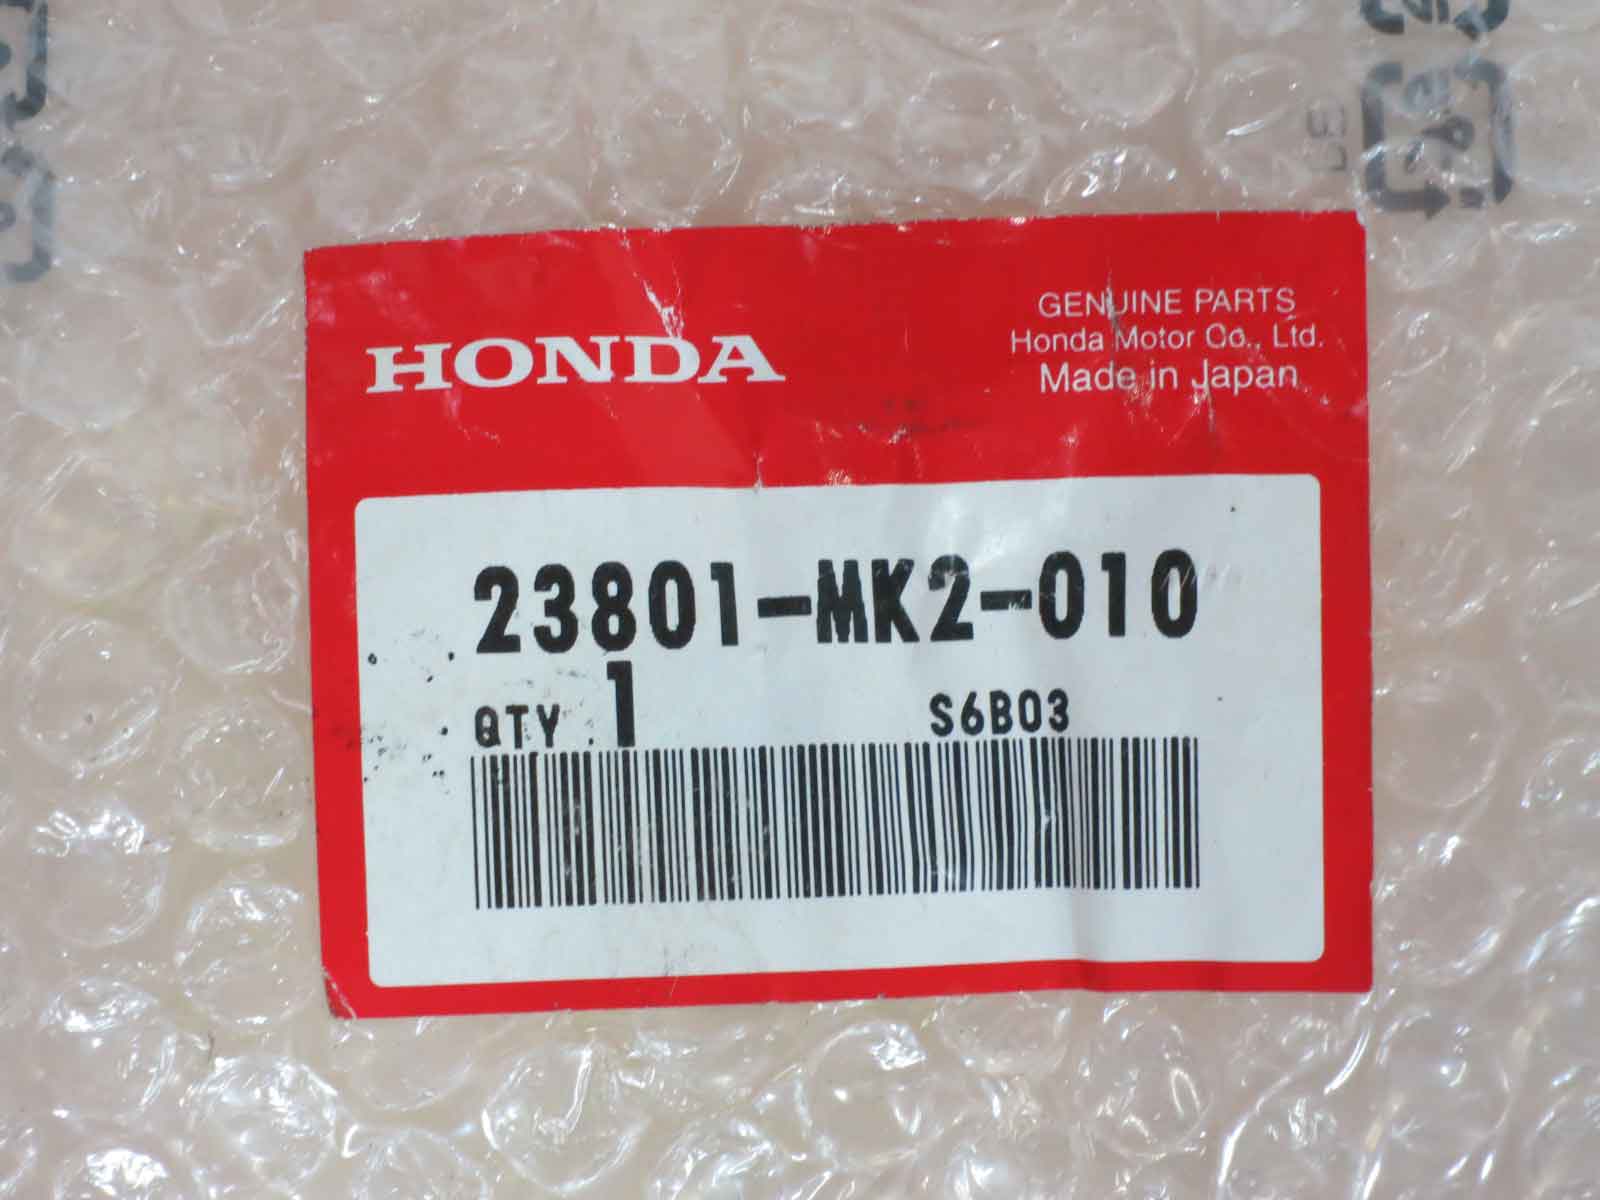 HONDA
GENUINE PARTS
Honda Motor Co., Ltd.
Made in Japan
23801-MK2-010
QTY. 1
S6B03